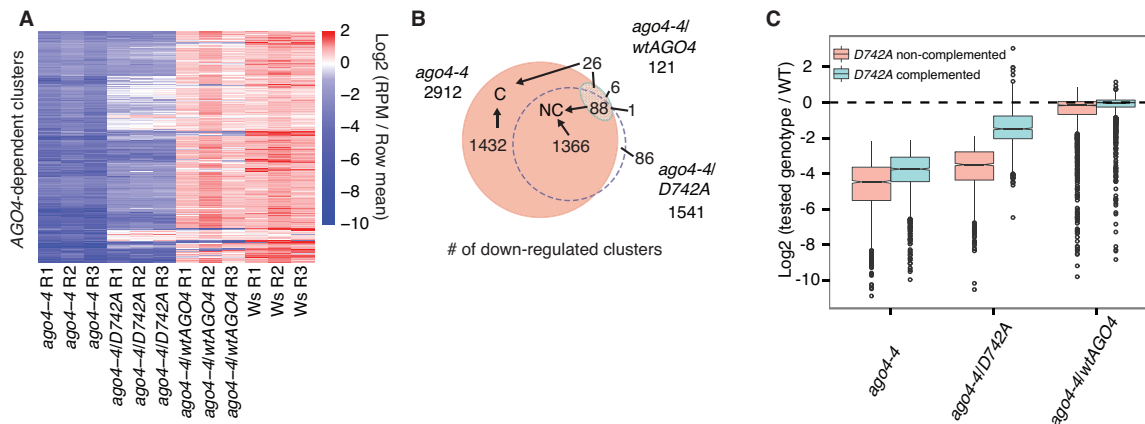 A
AGO4-dependent clusters
2
0
−2
−4
−6
−8
−10
Log2 (RPM / Row mean)
ago4−4 R1
ago4−4 R2
ago4−4 R3
ago4−4/D742A R1
ago4−4/D742A R2
ago4−4/D742A R3
ago4−4/wtAGO4 R1
ago4−4/wtAGO4 R2
ago4−4/wtAGO4 R3
Ws R1
Ws R2
Ws R3
B
ago4-4/
wtAGO4
121
ago4-4
2912
26
6
C
NC
88
1
1432
1366
86
ago4-4/
D742A
1541
# of down-regulated clusters
C
D742A non-complemented
D742A complemented
Log2 (tested genotype / WT)
2
0
-2
-4
-6
-8
-10
ago4-4
ago4-4/D742A
ago4-4/wtAGO4